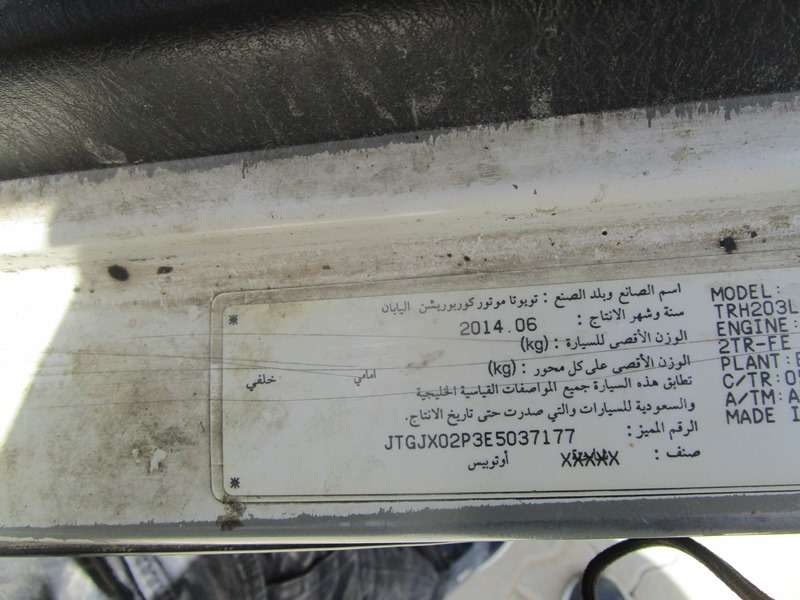 اسم الصانع وبلد الصنع : تويوتا موتور كوربوريشن اليابان
سنة وشهر الانتاج : 2014.06
الوزن الأقصى للسيارة : (kg)
الوزن الأقصى على كل محور : (kg)
امامي خلفي
تطابق هذه السيارة جميع المواصفات القياسية الخليجية
والسعودية للسيارات والتي صدرت حتى تاريخ الانتاج.
الرقم المميز : JTGJX02P3E5037177
صنف : XXXXX أوتوبيس
MODEL:
TRH203L
ENGINE:
2TR-FE
PLANT:
C/TR:
A/TM:
MADE